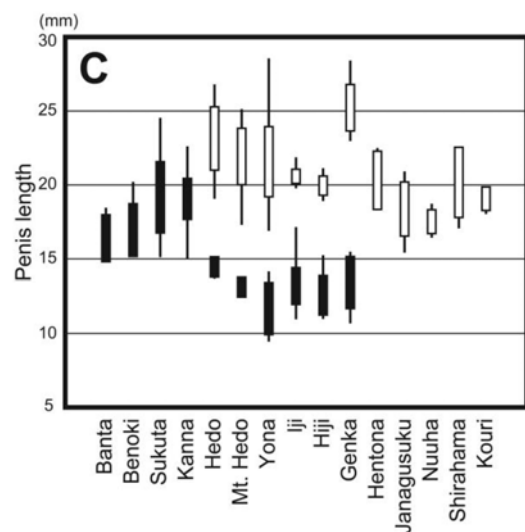 (mm)
30
C
25
20
15
10
5
Penis length
Banta
Benoki
Sukuta
Kanna
Hedo
Mt. Hedo
Yona
Iji
Hiji
Genka
Hentona
Janagusuku
Nuuha
Shirahama
Kouri